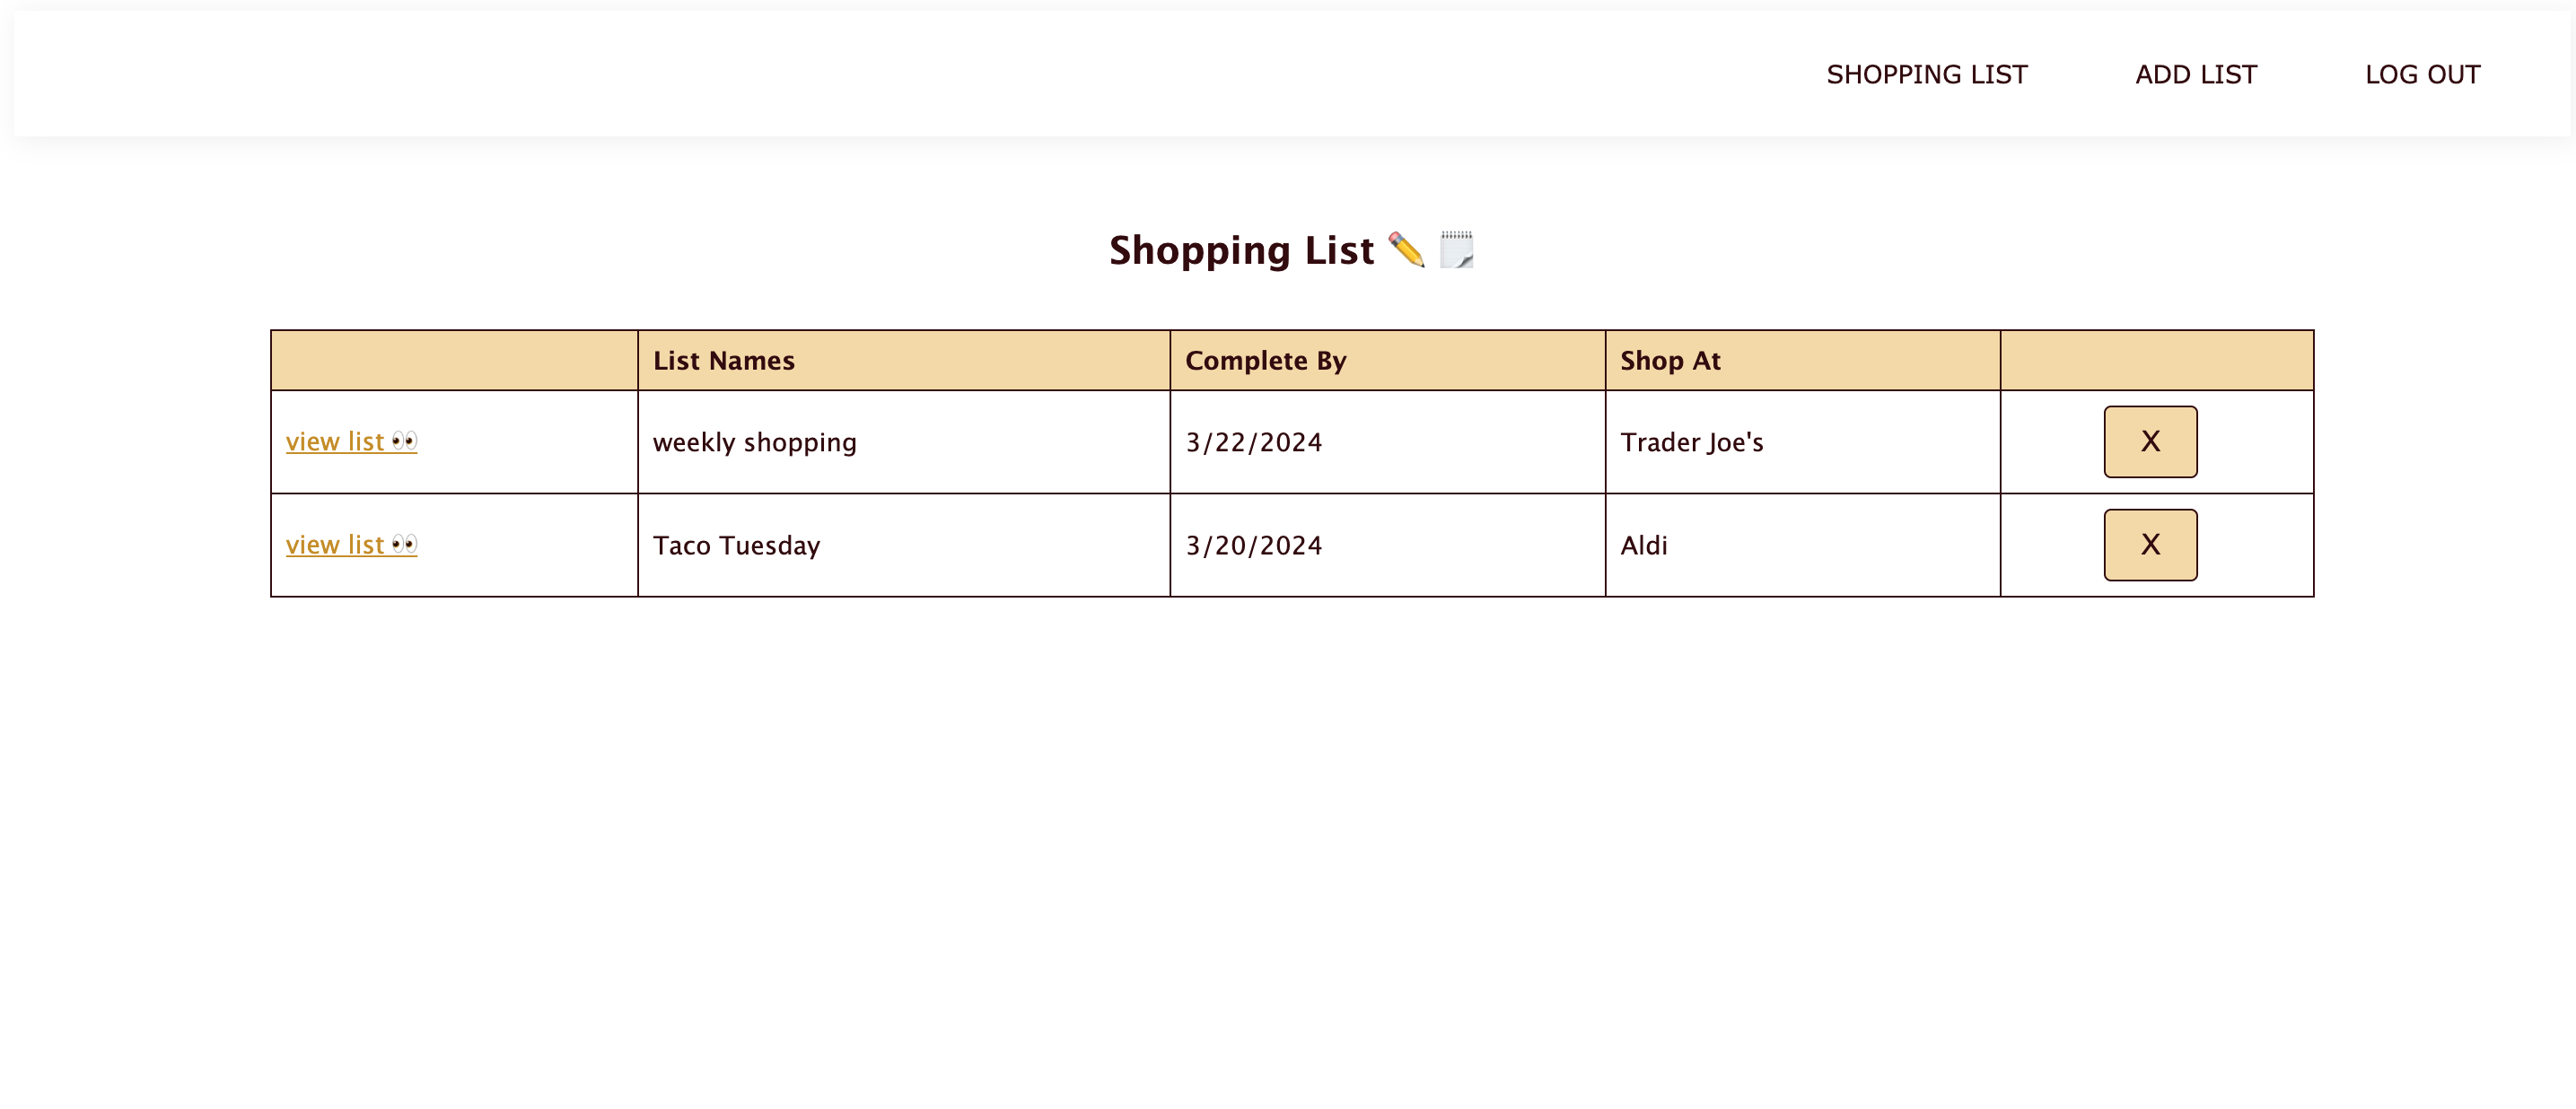 SHOPPING LIST ADD LIST LOG OUT
Shopping List ✏️ 🗒️
List Names Complete By Shop At
view list 👀 weekly shopping 3/22/2024 Trader Joe's X
view list 👀 Taco Tuesday 3/20/2024 Aldi X